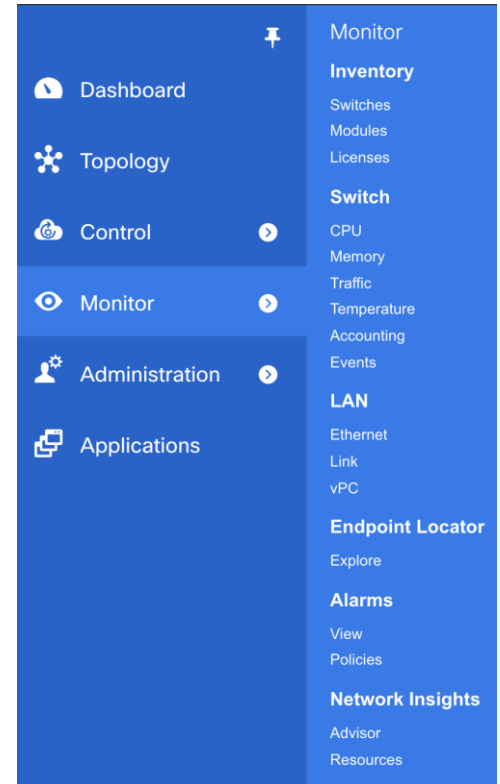 Dashboard
Topology
Control
Monitor
Administration
Applications
Monitor
Inventory
Switches
Modules
Licenses
Switch
CPU
Memory
Traffic
Temperature
Accounting
Events
LAN
Ethernet
Link
vPC
Endpoint Locator
Explore
Alarms
View
Policies
Network Insights
Advisor
Resources